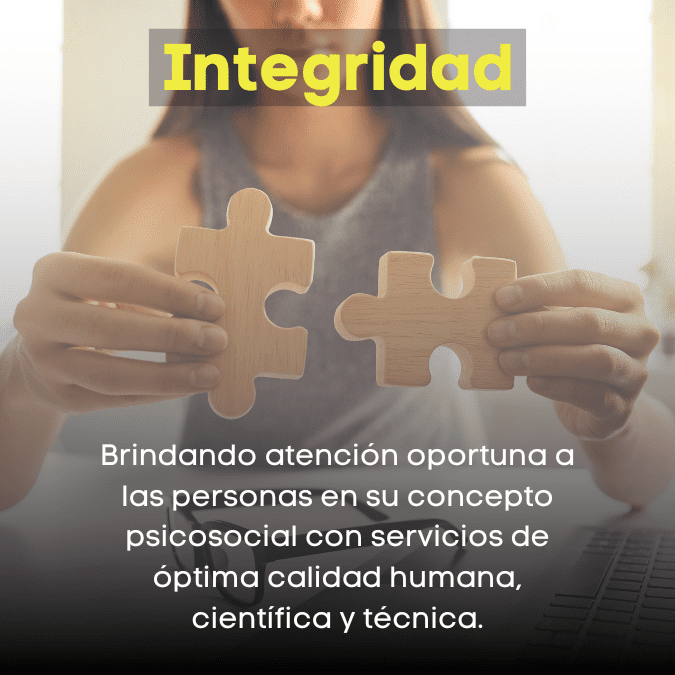 Integridad
Brindando atención oportuna a
las personas en su concepto
psicosocial con servicios de
óptima calidad humana,
científica y técnica.